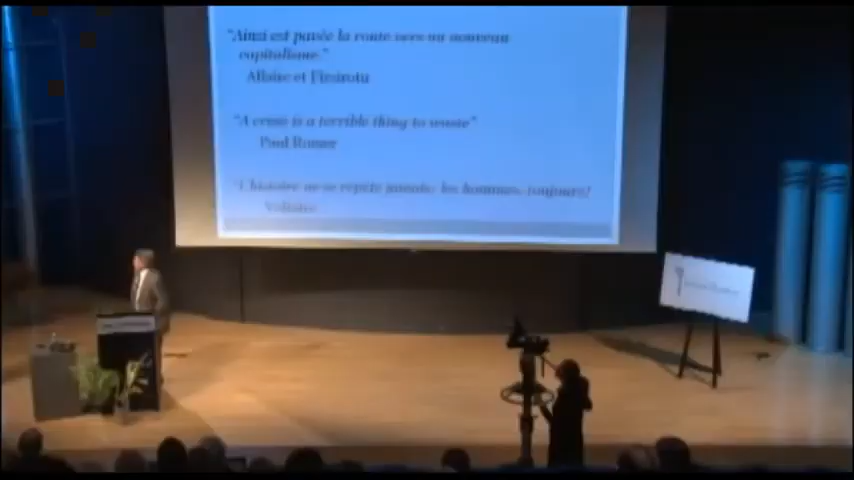 “Ainsi est pavée la route vers un nouveau
capitalisme.”
Allaire et Firsirotu
“A crisis is a terrible thing to waste”
Paul Romer
“L'histoire ne se répète jamais; les hommes, toujours!
Voltaire